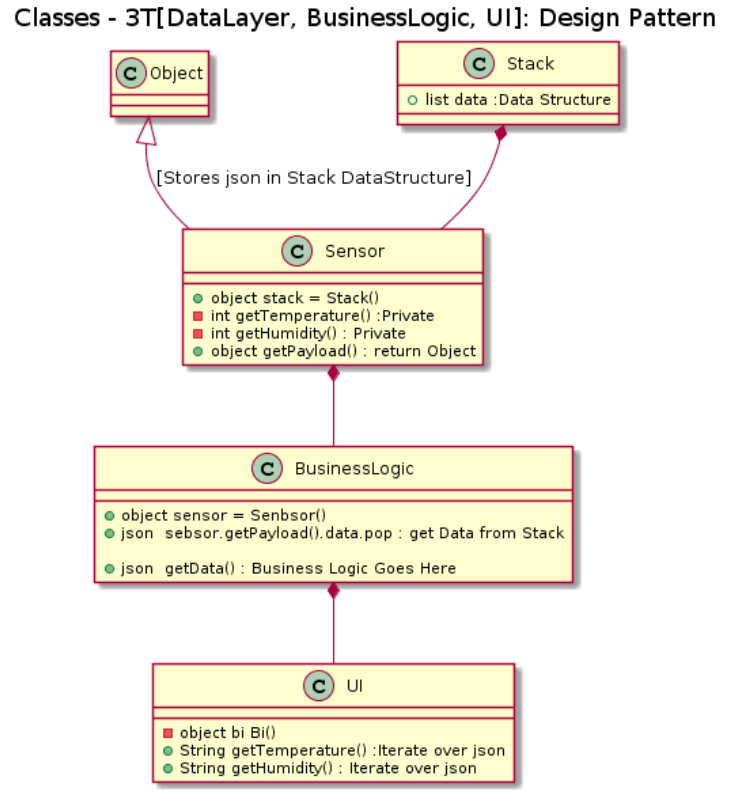 Classes - 3T[DataLayer, BusinessLogic, UI]: Design Pattern
C Object
C Stack
list data :Data Structure
[Stores json in Stack DataStructure]
C Sensor
object stack = Stack()
int getTemperature() :Private
int getHumidity() : Private
object getPayload() : return Object
C BusinessLogic
object sensor = Senbsor()
json  sebsor.getPayload().data.pop : get Data from Stack
json  getData() : Business Logic Goes Here
C UI
object bi Bi()
String getTemperature() :Iterate over json
String getHumidity() : Iterate over json